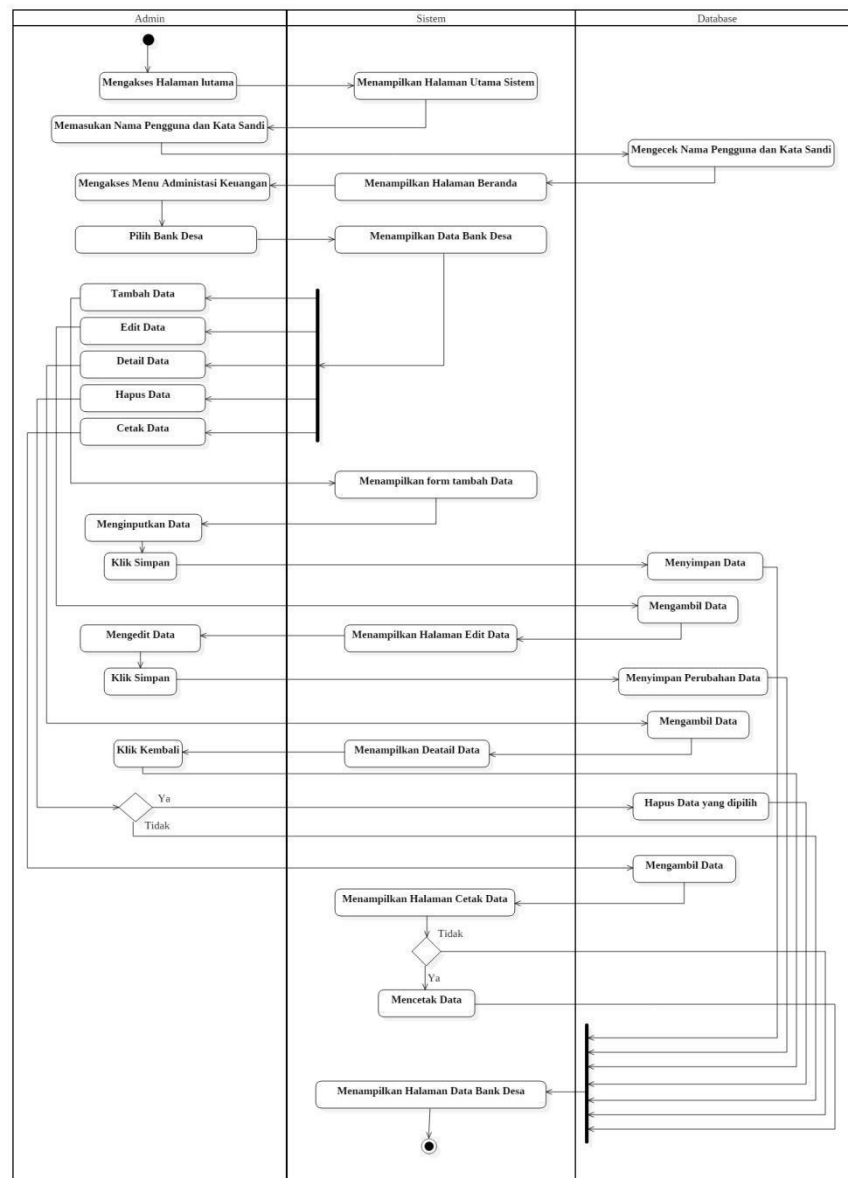 Admin
Sistem
Database
Mengakses Halaman lutama
Menampilkan Halaman Utama Sistem
Memasukan Nama Pengguna dan Kata Sandi
Mengecek Nama Pengguna dan Kata Sandi
Mengakses Menu Administasi Keuangan
Menampilkan Halaman Beranda
Pilih Bank Desa
Menampilkan Data Bank Desa
Tambah Data
Edit Data
Detail Data
Hapus Data
Cetak Data
Menampilkan form tambah Data
Menginputkan Data
Klik Simpan
Menyimpan Data
Mengambil Data
Mengedit Data
Menampilkan Halaman Edit Data
Klik Simpan
Menyimpan Perubahan Data
Mengambil Data
Klik Kembali
Menampilkan Deatail Data
Ya
Hapus Data yang dipilih
Tidak
Mengambil Data
Menampilkan Halaman Cetak Data
Tidak
Ya
Mencetak Data
Menampilkan Halaman Data Bank Desa